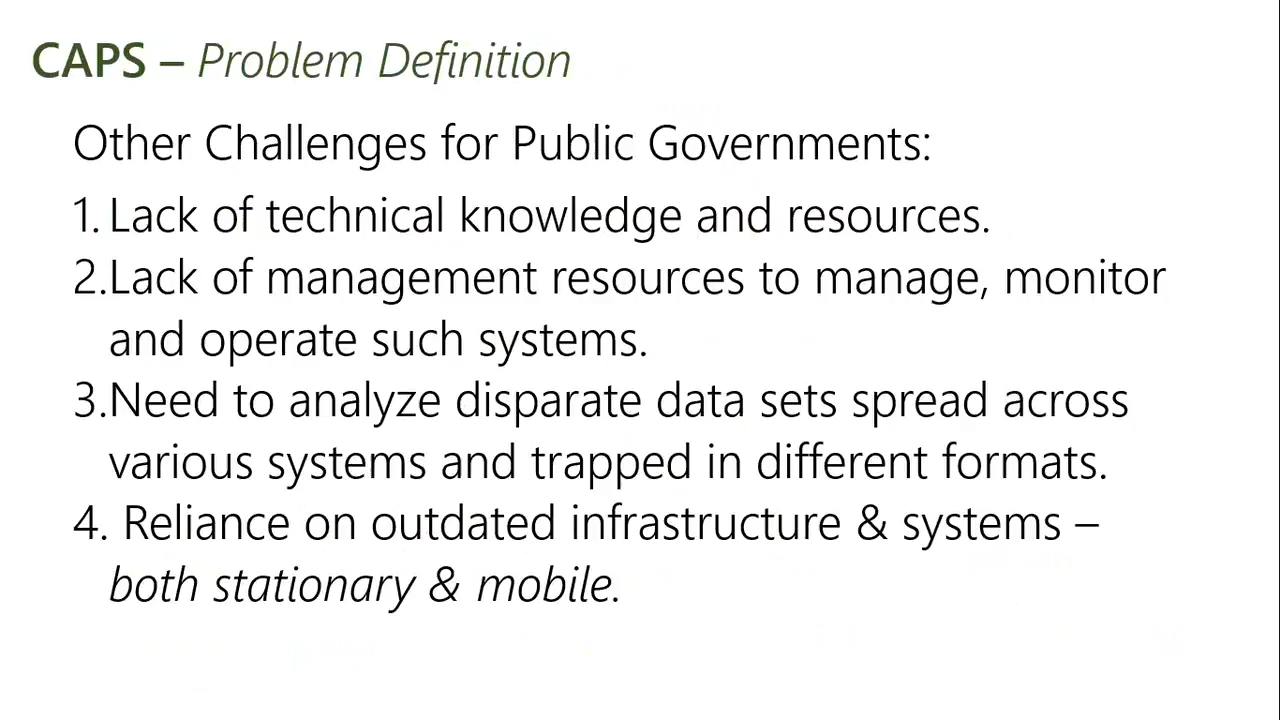 CAPS – Problem Definition
Other Challenges for Public Governments:
1. Lack of technical knowledge and resources.
2.Lack of management resources to manage, monitor
and operate such systems.
3.Need to analyze disparate data sets spread across
various systems and trapped in different formats.
4. Reliance on outdated infrastructure & systems –
both stationary & mobile.